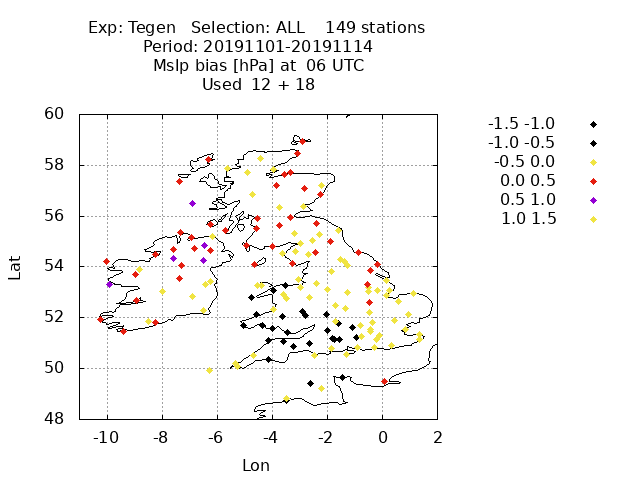 Exp: Tegen Selection: ALL 149 stations
Period: 20191101-20191114
Mslp bias [hPa] at 06 UTC
Used 12 + 18
60
58
56
54
52
50
48
Lat
-10 -8 -6 -4 -2 0 2
Lon
-1.5 -1.0
-1.0 -0.5
-0.5 0.0
0.0 0.5
0.5 1.0
1.0 1.5